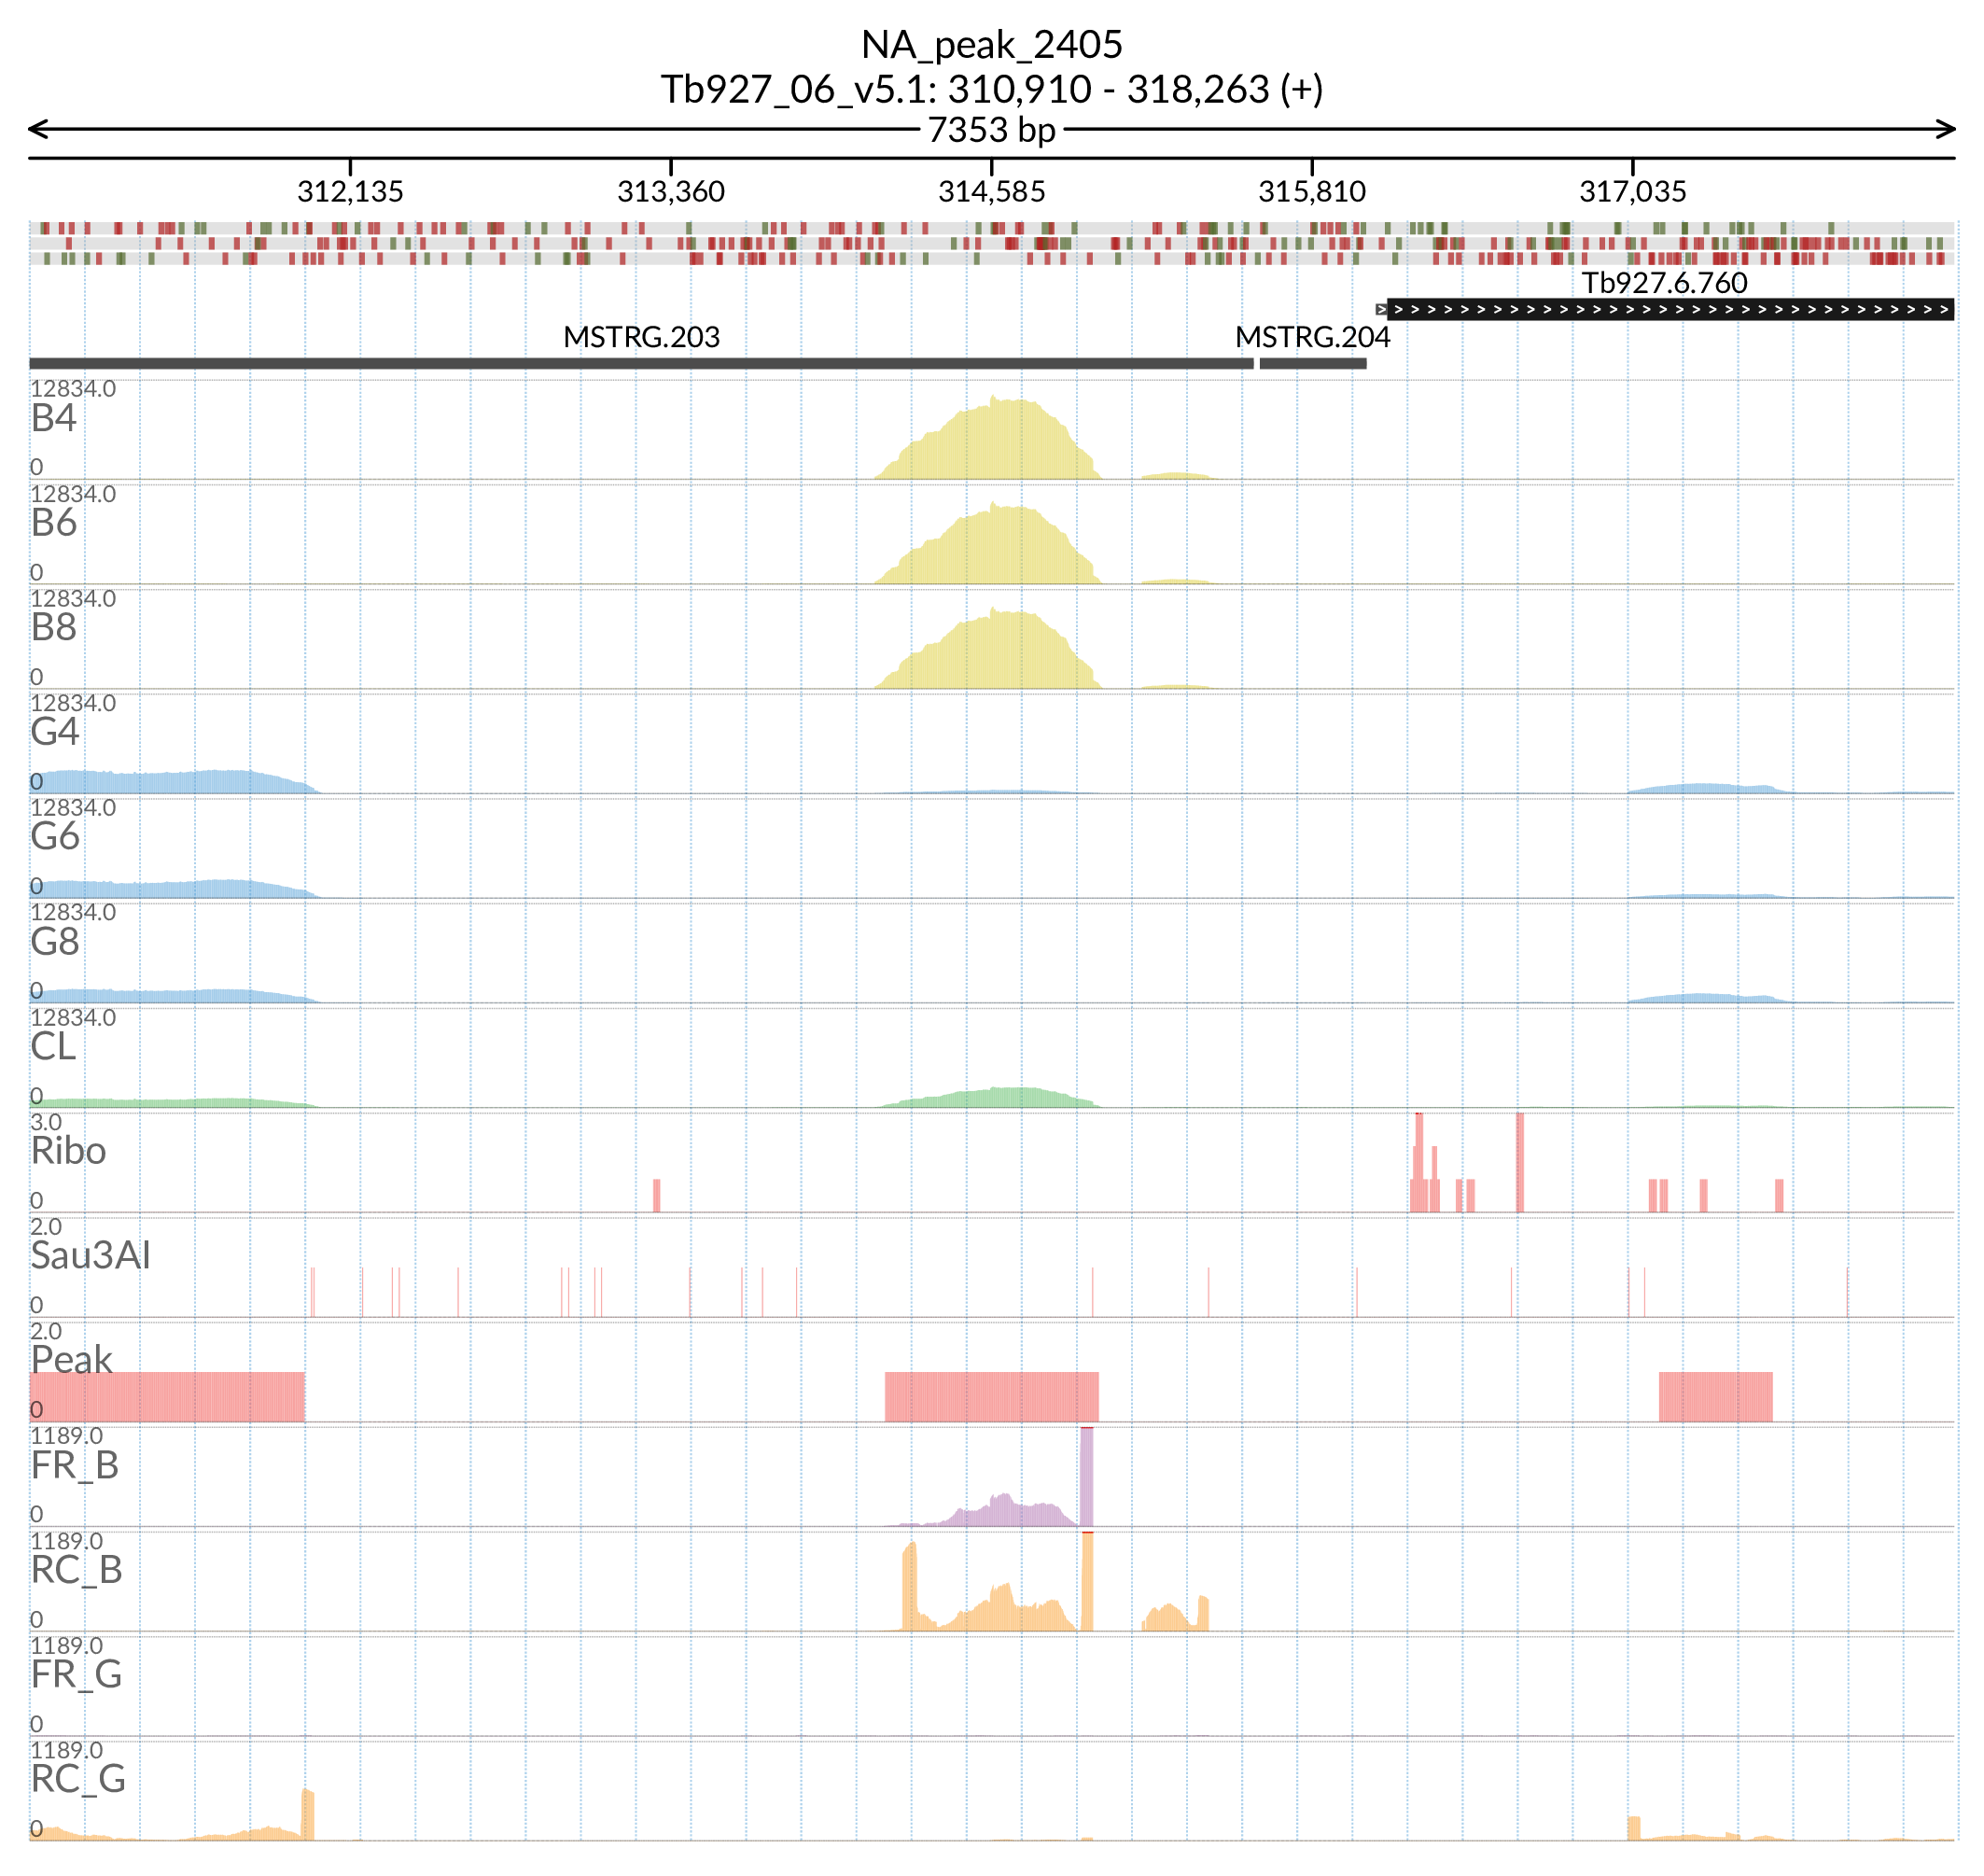 NA_peak_2405
Tb927_06_v5.1: 310,910 - 318,263 (+)
7353 bp
312,135 313,360 314,585 315,810 317,035
Tb927.6.760
MSTRG.203 MSTRG.204
12834.0
B4
0
12834.0
B6
0
12834.0
B8
0
12834.0
G4
0
12834.0
G6
0
12834.0
G8
0
12834.0
CL
0
3.0
Ribo
0
2.0
Sau3AI
0
2.0
Peak
0
1189.0
FR_B
0
1189.0
RC_B
0
1189.0
FR_G
0
1189.0
RC_G
0